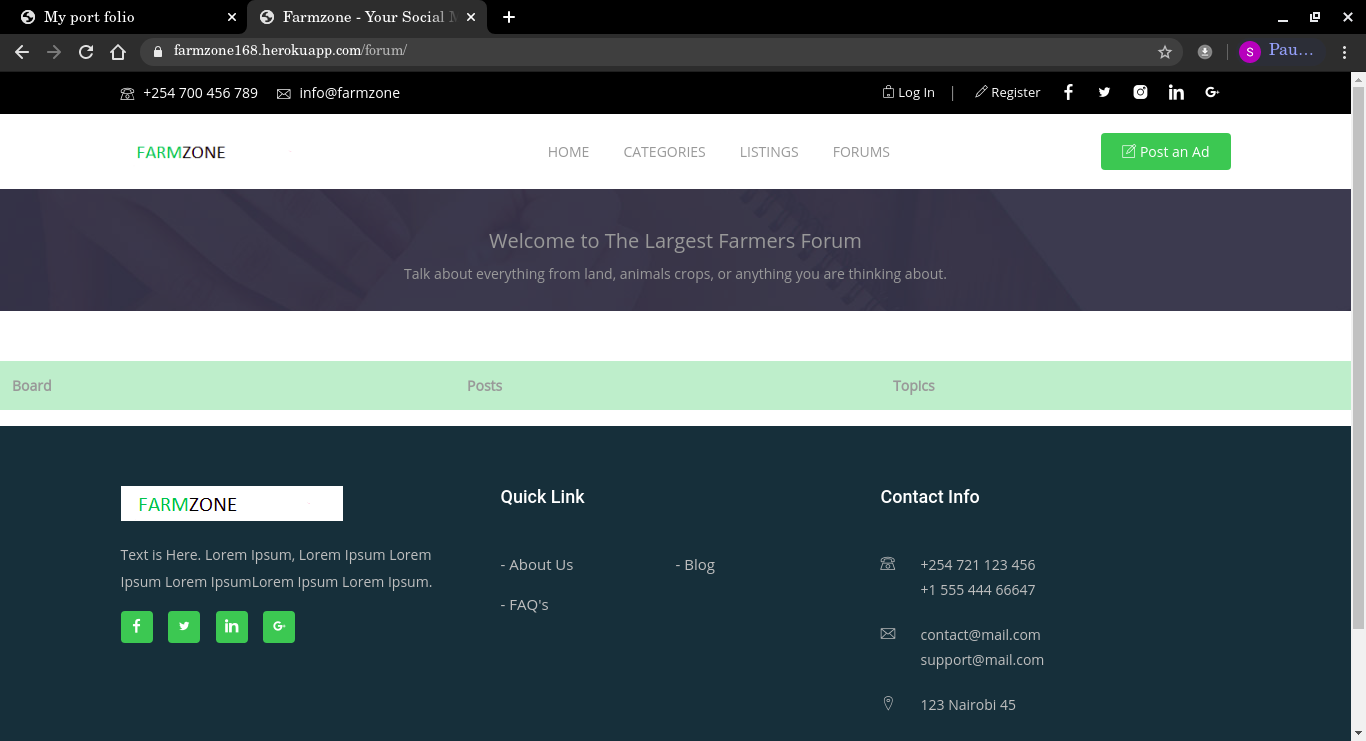 My port folio
Farmzone - Your Social M
farmzone168.herokuapp.com/forum/
S
Pau...
+254 700 456 789
info@farmzone
Log In
|
Register
FARMZONE
HOME
CATEGORIES
LISTINGS
FORUMS
Post an Ad
Welcome to The Largest Farmers Forum
Talk about everything from land, animals crops, or anything you are thinking about.
Board
Posts
Topics
FARMZONE
Text is Here. Lorem Ipsum, Lorem Ipsum Lorem
Ipsum Lorem IpsumLorem Ipsum Lorem Ipsum.
Quick Link
- About Us
- Blog
- FAQ's
Contact Info
+254 721 123 456
+1 555 444 66647
contact@mail.com
support@mail.com
123 Nairobi 45